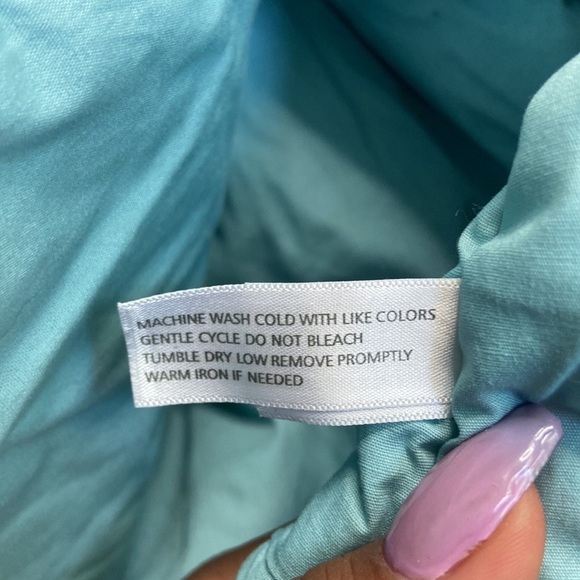 MACHINE WASH COLD WITH LIKE COLORS
GENTLE CYCLE DO NOT BLEACH
TUMBLE DRY LOW REMOVE PROMPTLY
WARM IRON IF NEEDED